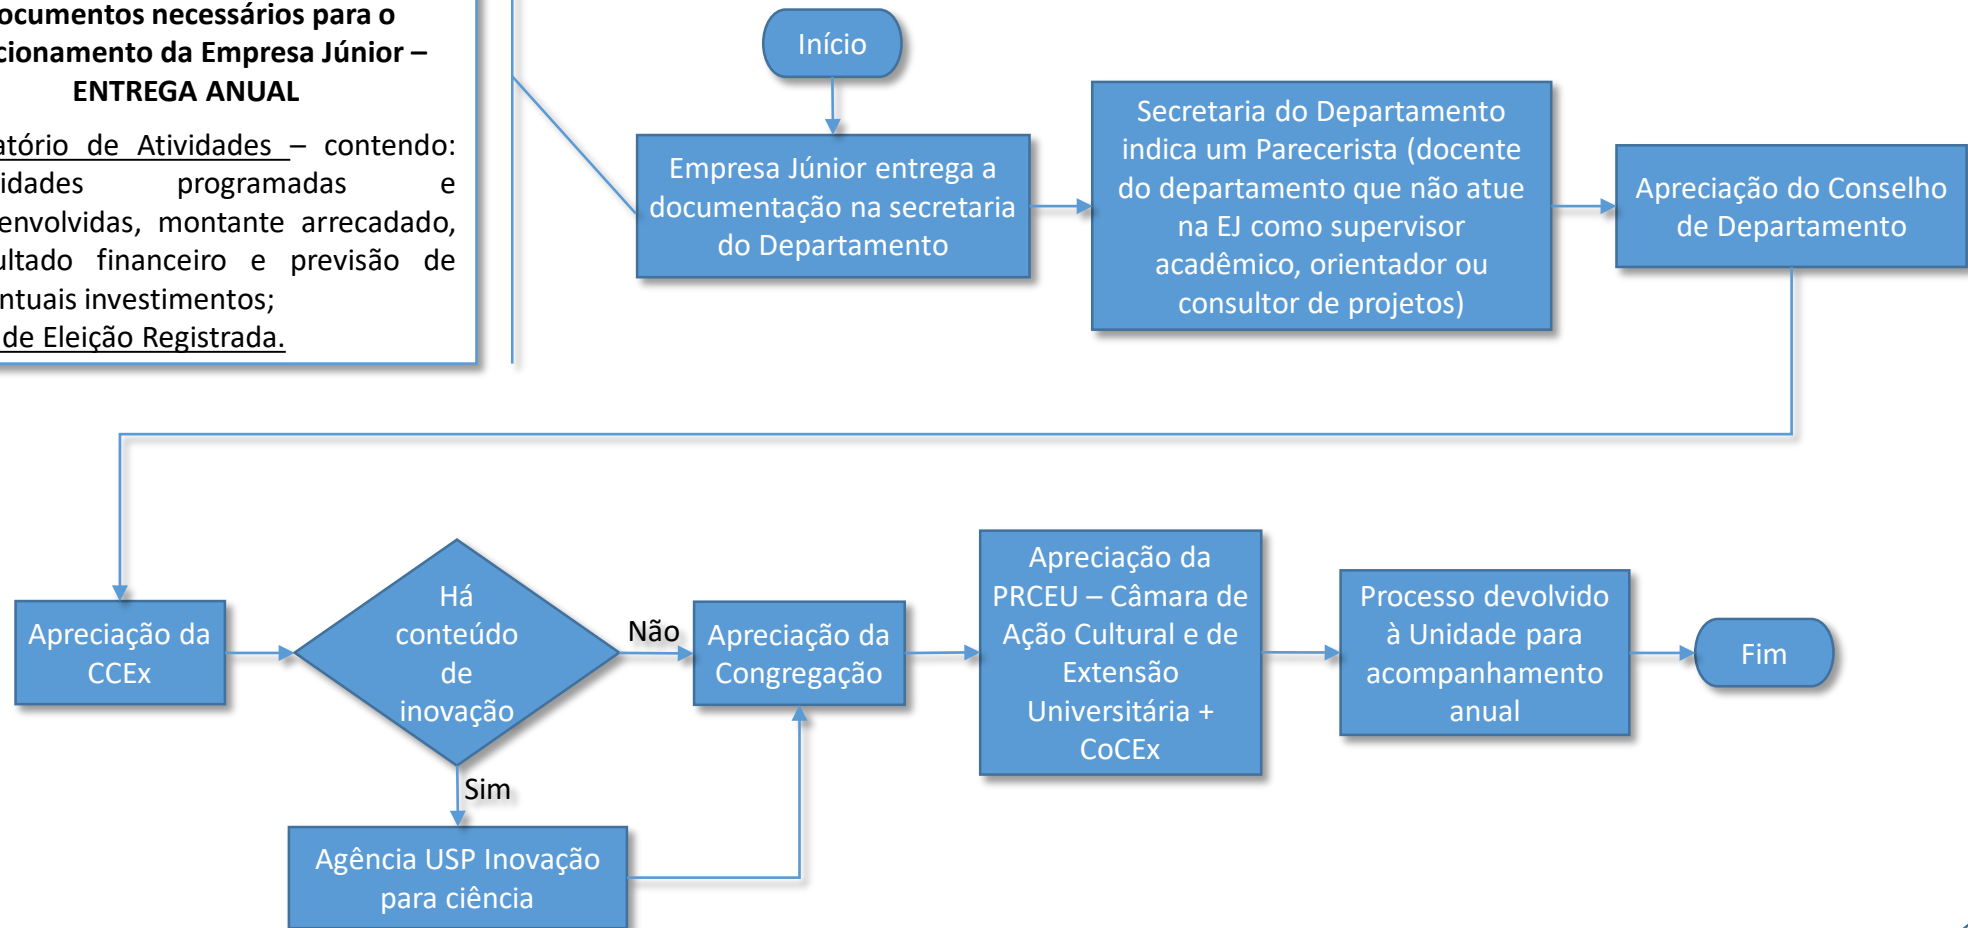 ocumentos necessários para o
cionamento da Empresa Júnior –
ENTREGA ANUAL
atório de Atividades – contendo:
idades programadas e
envolvidas, montante arrecadado,
ultado financeiro e previsão de
ntuais investimentos;
de Eleição Registrada.
Início
Empresa Júnior entrega a
documentação na secretaria
do Departamento
Secretaria do Departamento
indica um Parecerista (docente
do departamento que não atue
na EJ como supervisor
acadêmico, orientador ou
consultor de projetos)
Apreciação do Conselho
de Departamento
Apreciação da
CCEx
Há
conteúdo
de
inovação
Não
Sim
Agência USP Inovação
para ciência
Apreciação da
Congregação
Apreciação da
PRCEU – Câmara de
Ação Cultural e de
Extensão
Universitária +
CoCEx
Processo devolvido
à Unidade para
acompanhamento
anual
Fim